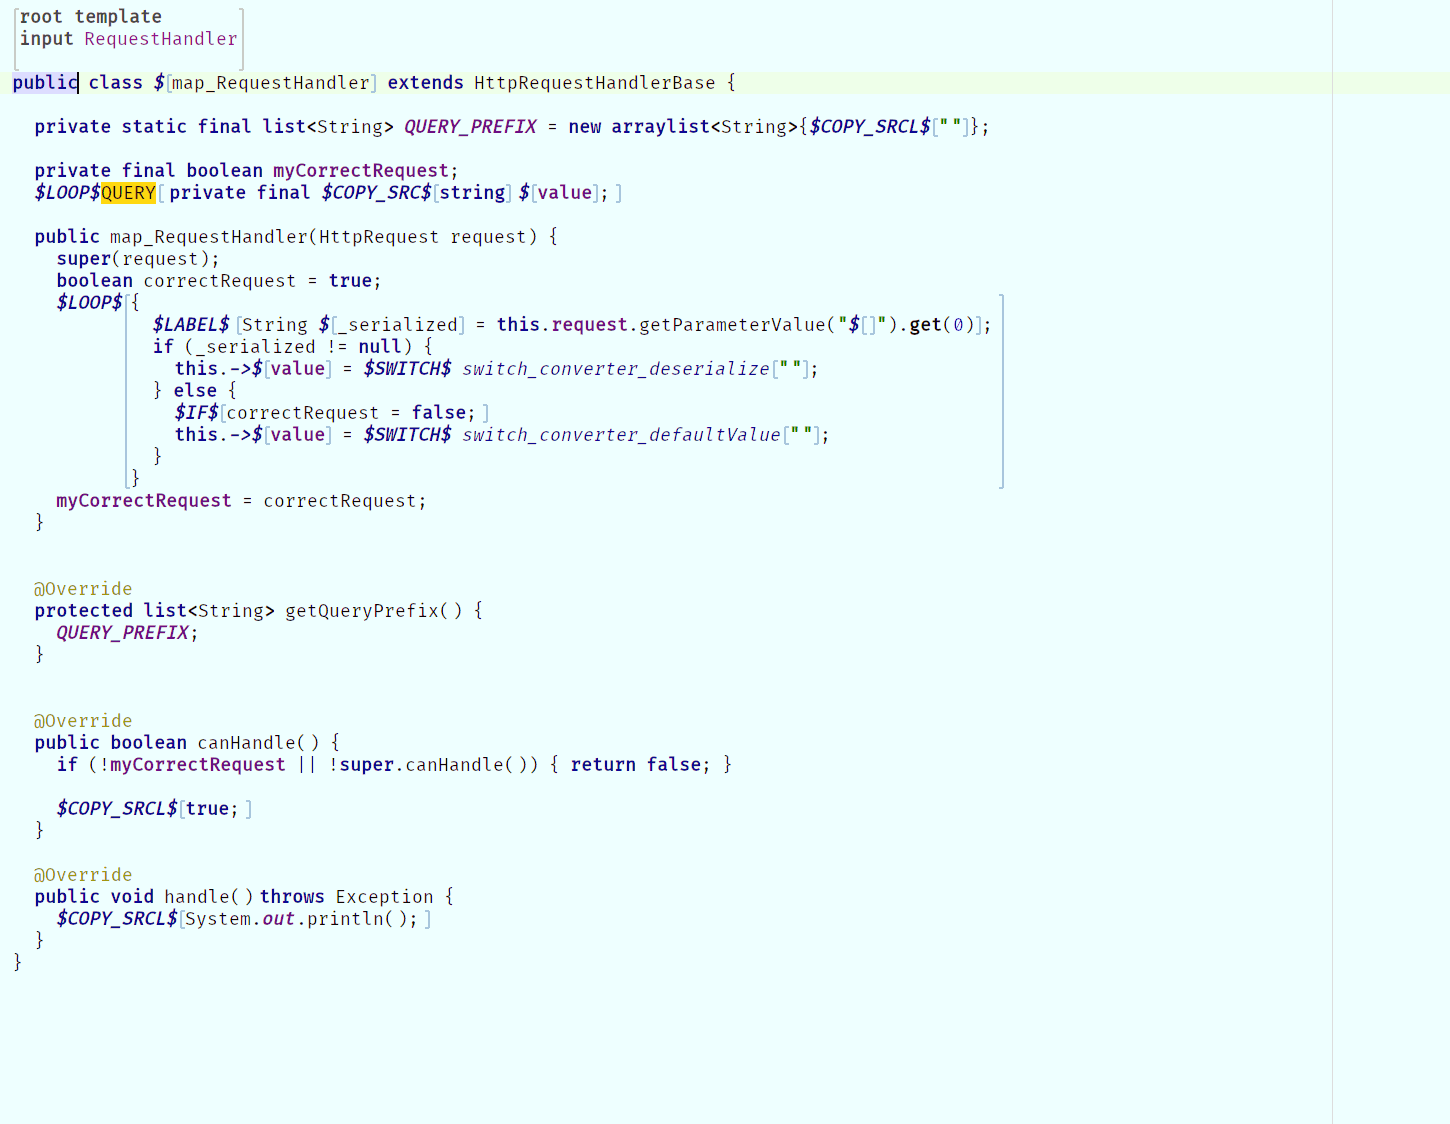 root template
input RequestHandler
public class $[map_RequestHandler] extends HttpRequestHandlerBase {
private static final list<String> QUERY_PREFIX = new arraylist<String>{$COPY_SRCL$[""]};
private final boolean myCorrectRequest;
$LOOP$QUERY[private final $COPY_SRC$[string] $[value];]
public map_RequestHandler(HttpRequest request) {
super(request);
boolean correctRequest = true;
$LOOP$[{
$LABEL$[String $[_serialized] = this.request.getParameterValue("$[]").get(0)];
if (_serialized != null) {
this.->$[value] = $SWITCH$ switch_converter_deserialize[""];
} else {
$IF$[correctRequest = false;]
this.->$[value] = $SWITCH$ switch_converter_defaultValue[""];
}
}]
myCorrectRequest = correctRequest;
}
@Override
protected list<String> getQueryPrefix() {
QUERY_PREFIX;
}
@Override
public boolean canHandle() {
if (!myCorrectRequest || !super.canHandle()) { return false; }
$COPY_SRCL$[true;]
}
@Override
public void handle() throws Exception {
$COPY_SRCL$[System.out.println();]
}
}